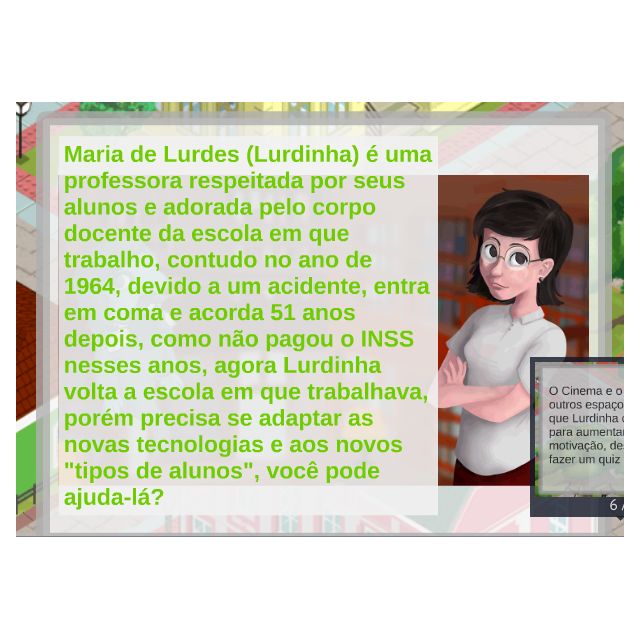 Maria de Lurdes (Lurdinha) é uma
professora respeitada por seus
alunos e adorada pelo corpo
docente da escola em que
trabalho, contudo no ano de
1964, devido a um acidente, entra
em coma e acorda 51 anos
depois, como não pagou o INSS
nesses anos, agora Lurdinha
volta a escola em que trabalhava,
porém precisa se adaptar as
novas tecnologias e aos novos
"tipos de alunos", você pode
ajuda-lá?
O Cinema e o
outros espaço
que Lurdinha
para aumentar
motivação, de
fazer um quiz
6 /